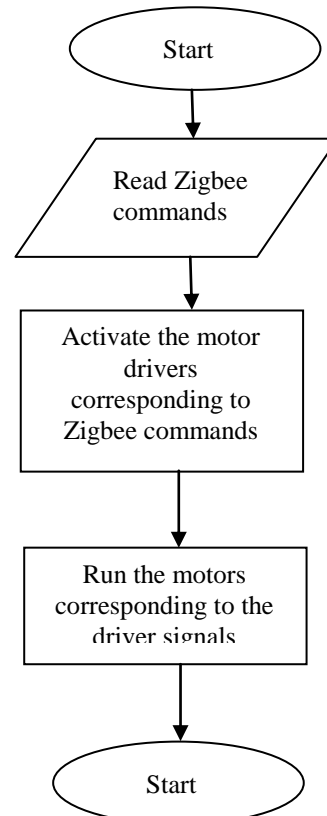 Start
Read Zigbee
commands
Activate the motor
drivers
corresponding to
Zigbee commands
Run the motors
corresponding to the
driver signals
Start